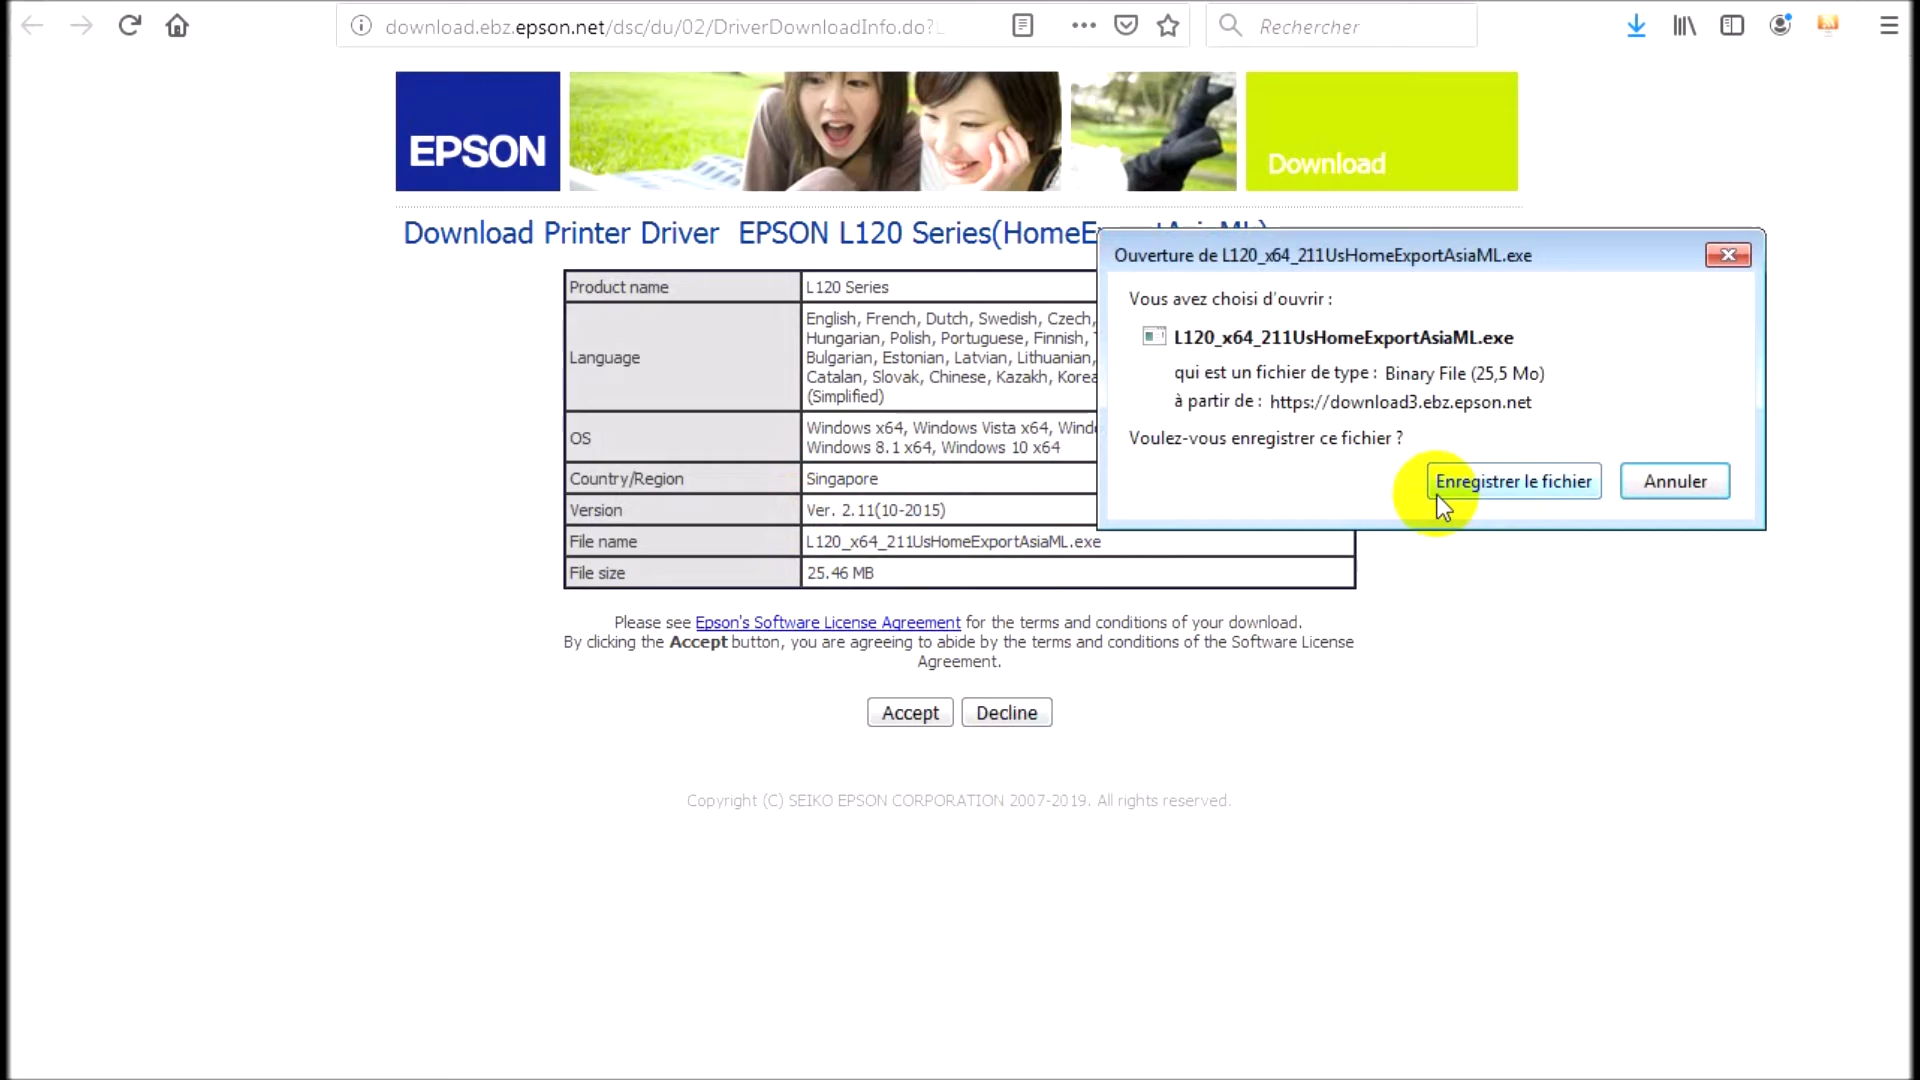 download.ebz.epson.net/dsc/du/02/DriverDownloadInfo.do?
Rechercher
EPSON
Download
Download Printer Driver EPSON L120 Series(HomeExportAsiaML)
Ouverture de L120_x64_211UsHomeExportAsiaML.exe
Vous avez choisi d'ouvrir :
L120_x64_211UsHomeExportAsiaML.exe
qui est un fichier de type : Binary File (25,5 Mo)
à partir de : https://download3.ebz.epson.net
Voulez-vous enregistrer ce fichier ?
Enregistrer le fichier
Annuler
Product name L120 Series
Language
English, French, Dutch, Swedish, Czech,
Hungarian, Polish, Portuguese, Finnish,
Bulgarian, Estonian, Latvian, Lithuanian,
Catalan, Slovak, Chinese, Kazakh,
(Simplified)
OS
Windows x64, Windows Vista x64,
Windows 8.1 x64, Windows 10 x64
Country/Region Singapore
Version Ver. 2.11(10-2015)
File name L120_x64_211UsHomeExportAsiaML.exe
File size 25.46 MB
Please see Epson's Software License Agreement for the terms and conditions of your download.
By clicking the Accept button, you are agreeing to abide by the terms and conditions of the Software License
Agreement.
Accept
Decline
Copyright (C) SEIKO EPSON CORPORATION 2007-2019. All rights reserved.